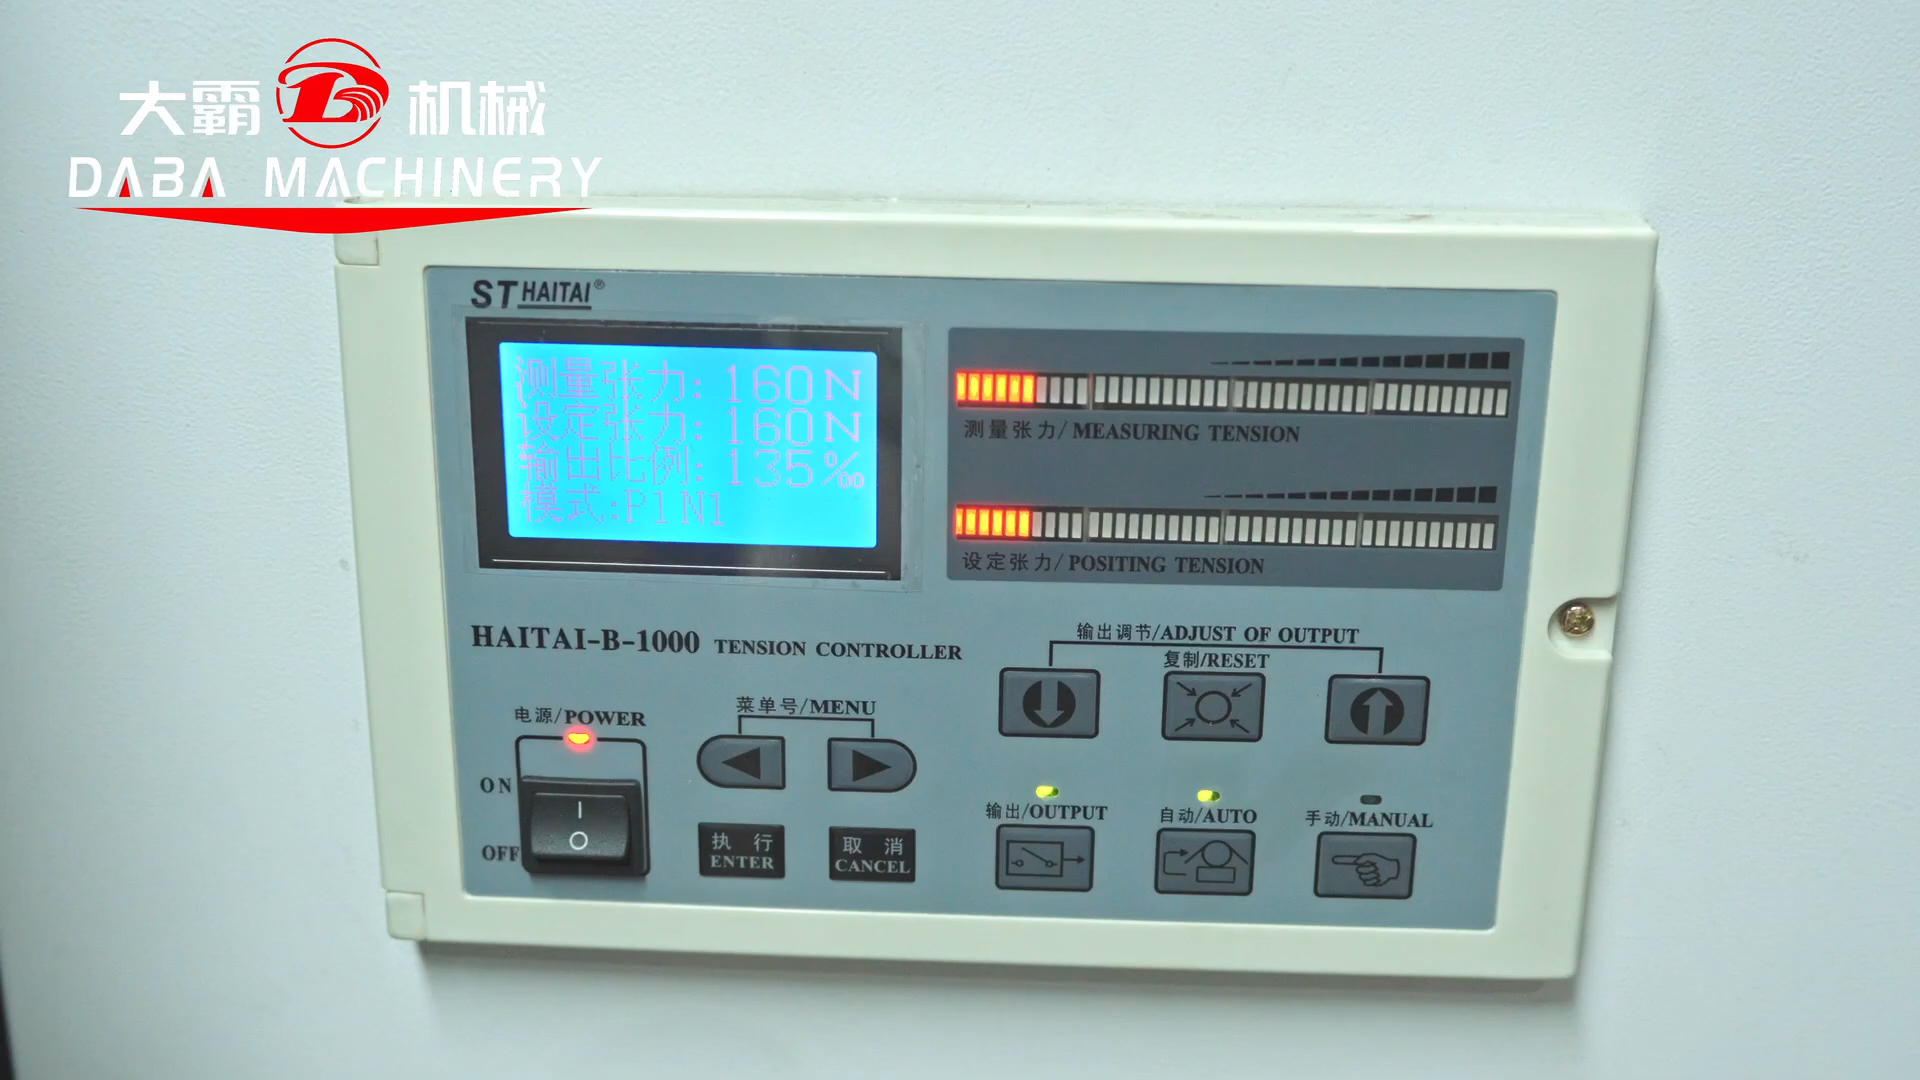 大霸 机械
DABA MACHINERY
ST HAITAI®
测量张力: 160N
设定张力: 160N
输出比例: 135‰
模式:P1N1
测量张力/MEASURING TENSION
设定张力/POSITING TENSION
HAITAI-B-1000 TENSION CONTROLLER
输出调节/ADJUST OF OUTPUT
复制/RESET
电源/POWER
菜单号/MENU
ON
OFF
执行
ENTER
取消
CANCEL
输出/OUTPUT
自动/AUTO
手动/MANUAL